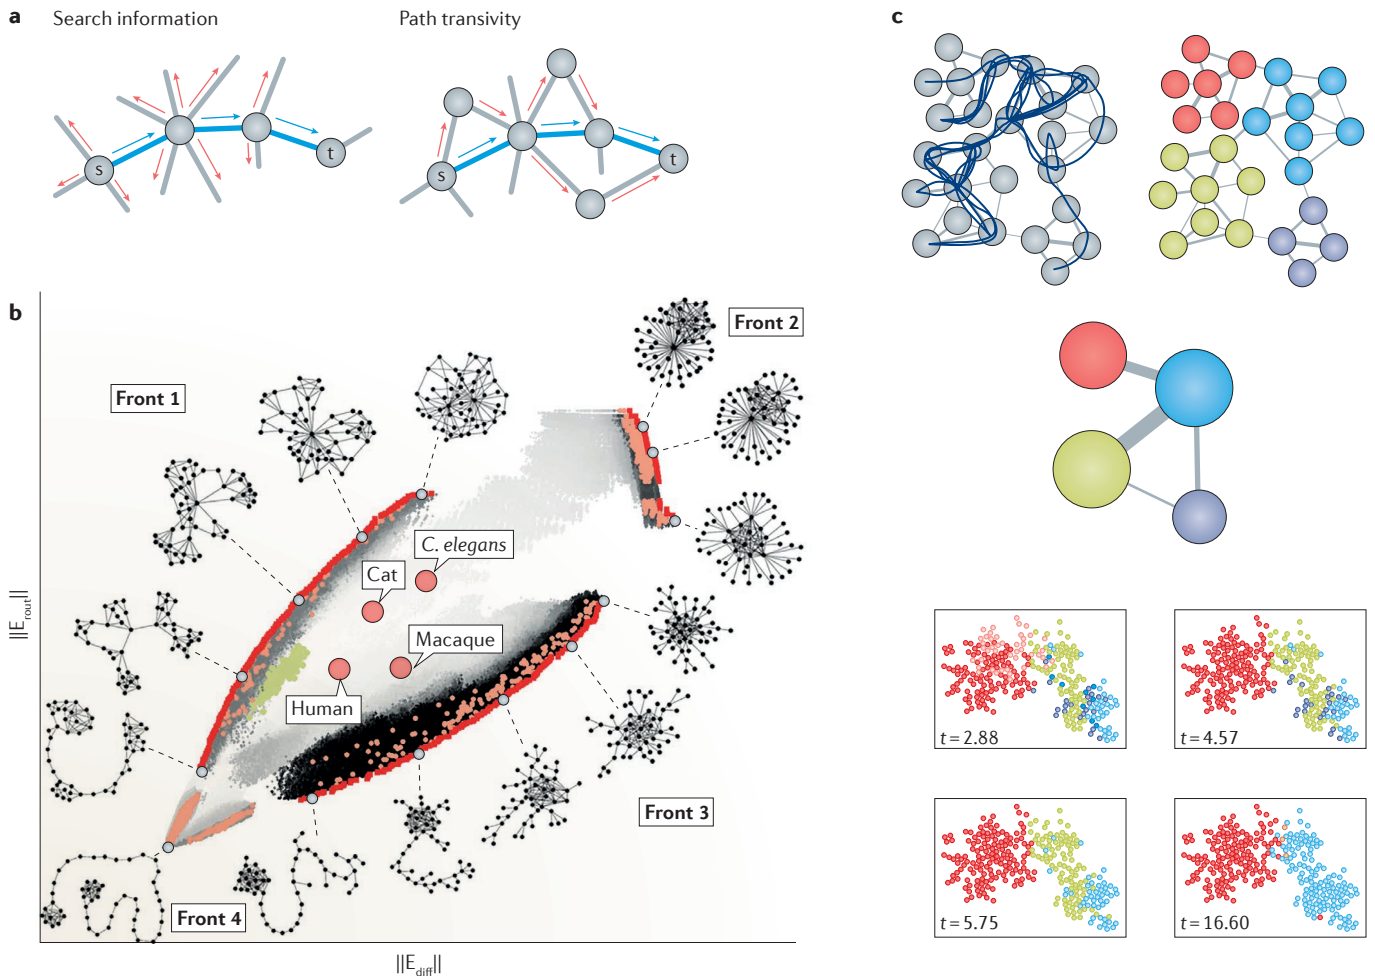 a
Search information
Path transivity
s
t
s
t
b
Front 1
Front 2
C. elegans
Cat
Macaque
Human
Front 3
Front 4
||E_rout||
||E_diff||
c
t = 2.88
t = 4.57
t = 5.75
t = 16.60